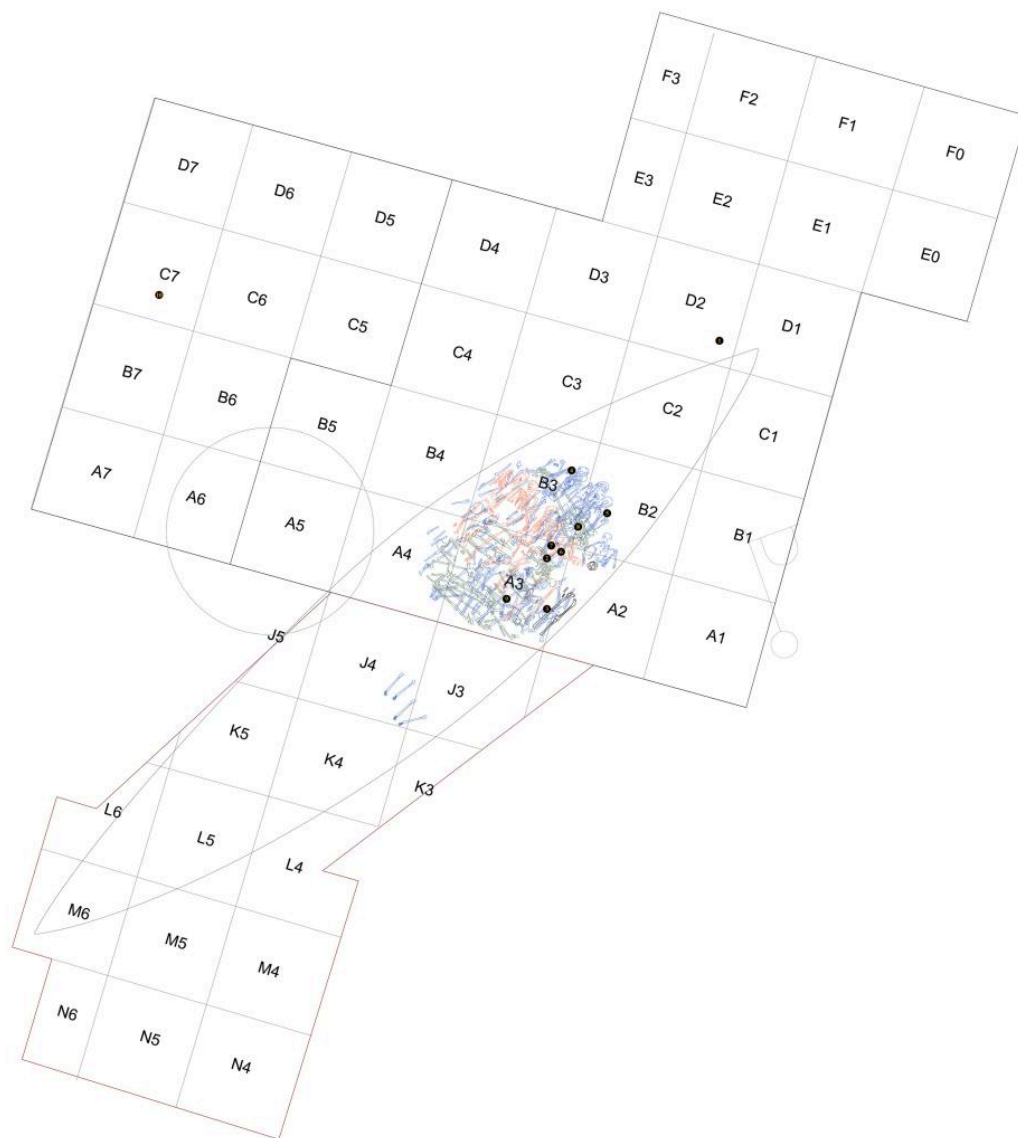 F3 F2 F1 F0
E3 E2 E1 E0
D7 D6 D5 D4 D3 D2 D1
C7 C6 C5 C4 C3 C2 C1
B7 B6 B5 B4 B3 B2 B1
A7 A6 A5 A4 A3 A2 A1
J5 J4 J3
K5 K4 K3
L6 L5 L4
M6 M5 M4
N6 N5 N4